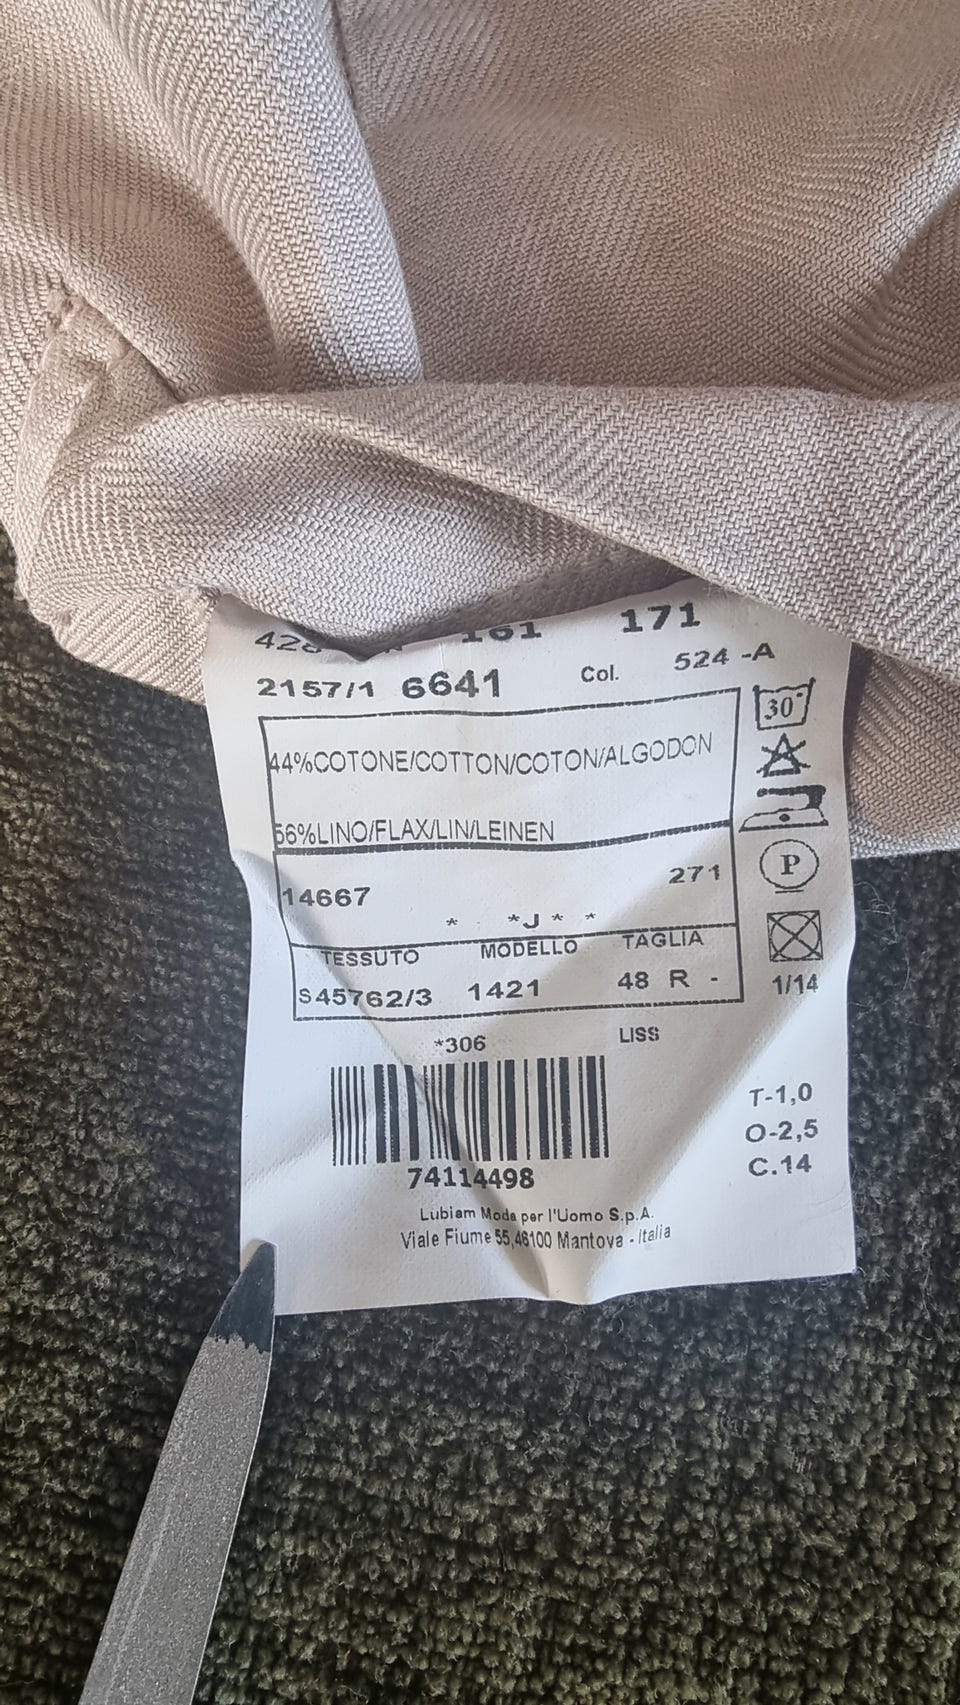 171
2157/1 6641 Col. 524 -A
30°
44%COTONE/COTTON/COTON/ALGODON
56%LINO/FLAX/LIN/LEINEN
P
14667 271
* *J * *
TESSUTO MODELLO TAGLIA
S45762/3 1421 48 R -
1/14
*306 LISS
74114498
T-1,0
O-2,5
C.14
Lubiam Moda per l'Uomo S.p.A.
Viale Fiume 55,46100 Mantova - Italia